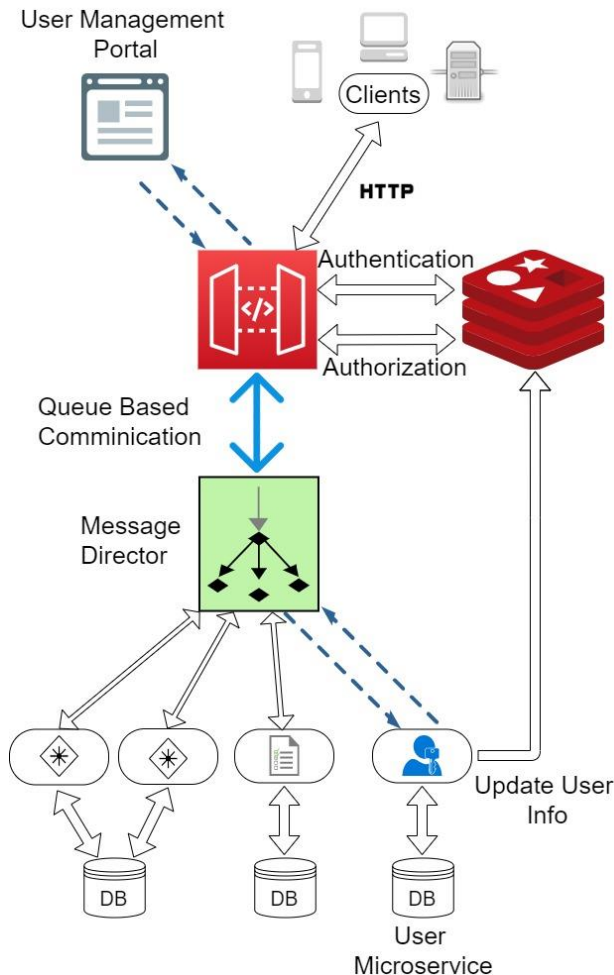 User Management
Portal
Clients
HTTP
Authentication
</>
Authorization
Queue Based
Comminication
Message
Director
Update User
Info
DB
DB
DB
User
Microservice